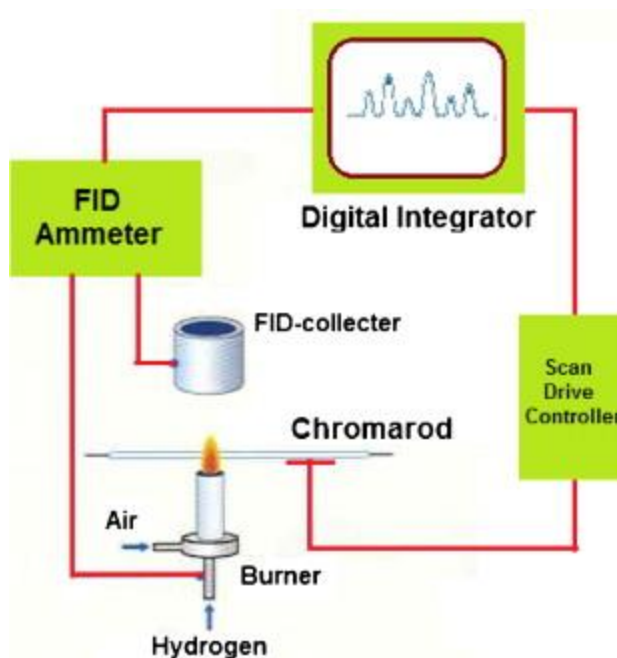 FID
Ammeter
Digital Integrator
FID-collecter
Scan
Drive
Controller
Chromarod
Air
Burner
Hydrogen